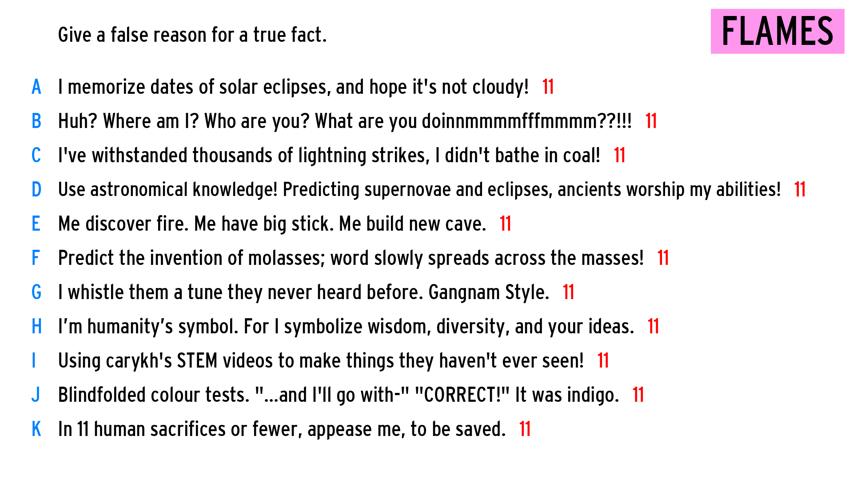 Give a false reason for a true fact.
FLAMES
A I memorize dates of solar eclipses, and hope it's not cloudy! 11
B Huh? Where am I? Who are you? What are you doinnmmmmfffmmmm??!!! 11
C I've withstanded thousands of lightning strikes, I didn't bathe in coal! 11
D Use astronomical knowledge! Predicting supernovae and eclipses, ancients worship my abilities! 11
E Me discover fire. Me have big stick. Me build new cave. 11
F Predict the invention of molasses; word slowly spreads across the masses! 11
G I whistle them a tune they never heard before. Gangnam Style. 11
H I’m humanity’s symbol. For I symbolize wisdom, diversity, and your ideas. 11
I Using carykh's STEM videos to make things they haven't ever seen! 11
J Blindfolded colour tests. "...and I'll go with-" "CORRECT!" It was indigo. 11
K In 11 human sacrifices or fewer, appease me, to be saved. 11